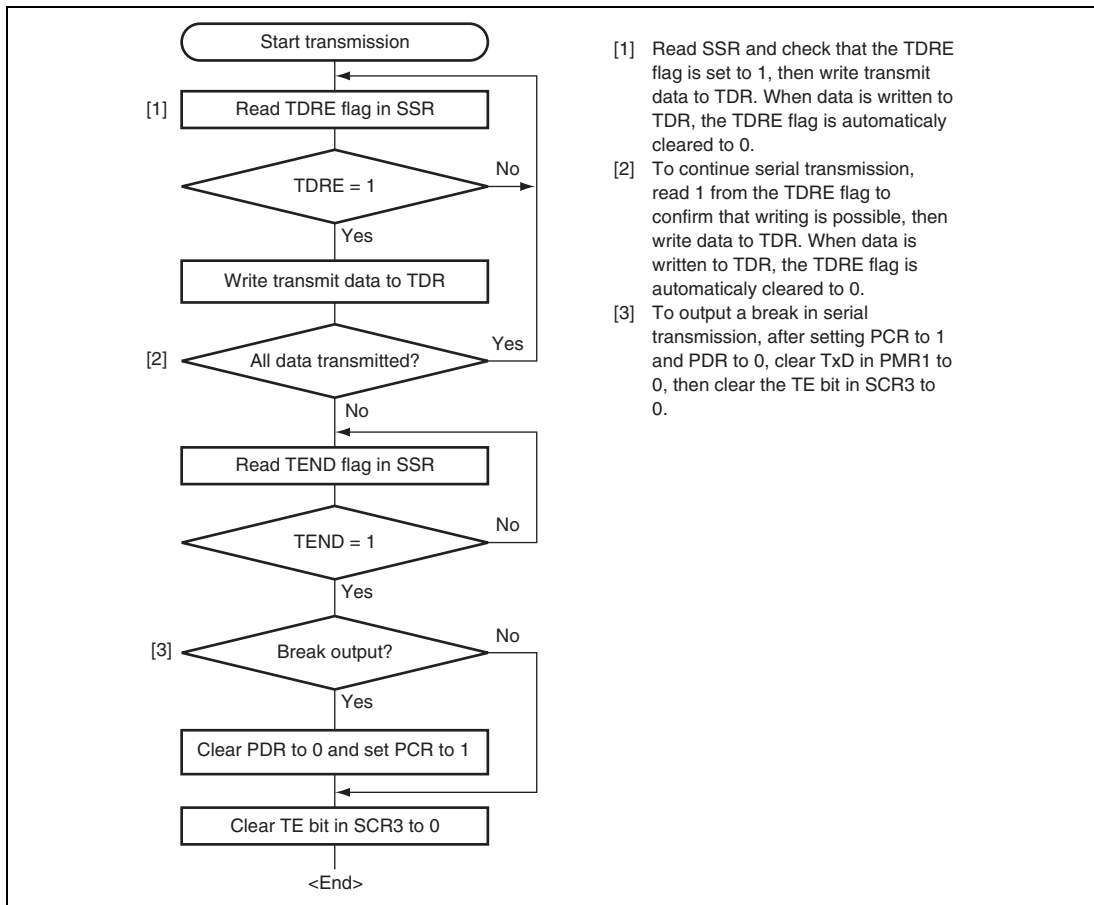 Start transmission
[1]
Read TDRE flag in SSR
No
TDRE = 1
Yes
Write transmit data to TDR
Yes
[2]
All data transmitted?
No
Read TEND flag in SSR
No
TEND = 1
Yes
No
[3]
Break output?
Yes
Clear PDR to 0 and set PCR to 1
Clear TE bit in SCR3 to 0
<End>
[1] Read SSR and check that the TDRE
flag is set to 1, then write transmit
data to TDR. When data is written to
TDR, the TDRE flag is automaticaly
cleared to 0.
[2] To continue serial transmission,
read 1 from the TDRE flag to
confirm that writing is possible, then
write data to TDR. When data is
written to TDR, the TDRE flag is
automaticaly cleared to 0.
[3] To output a break in serial
transmission, after setting PCR to 1
and PDR to 0, clear TxD in PMR1 to
0, then clear the TE bit in SCR3 to
0.